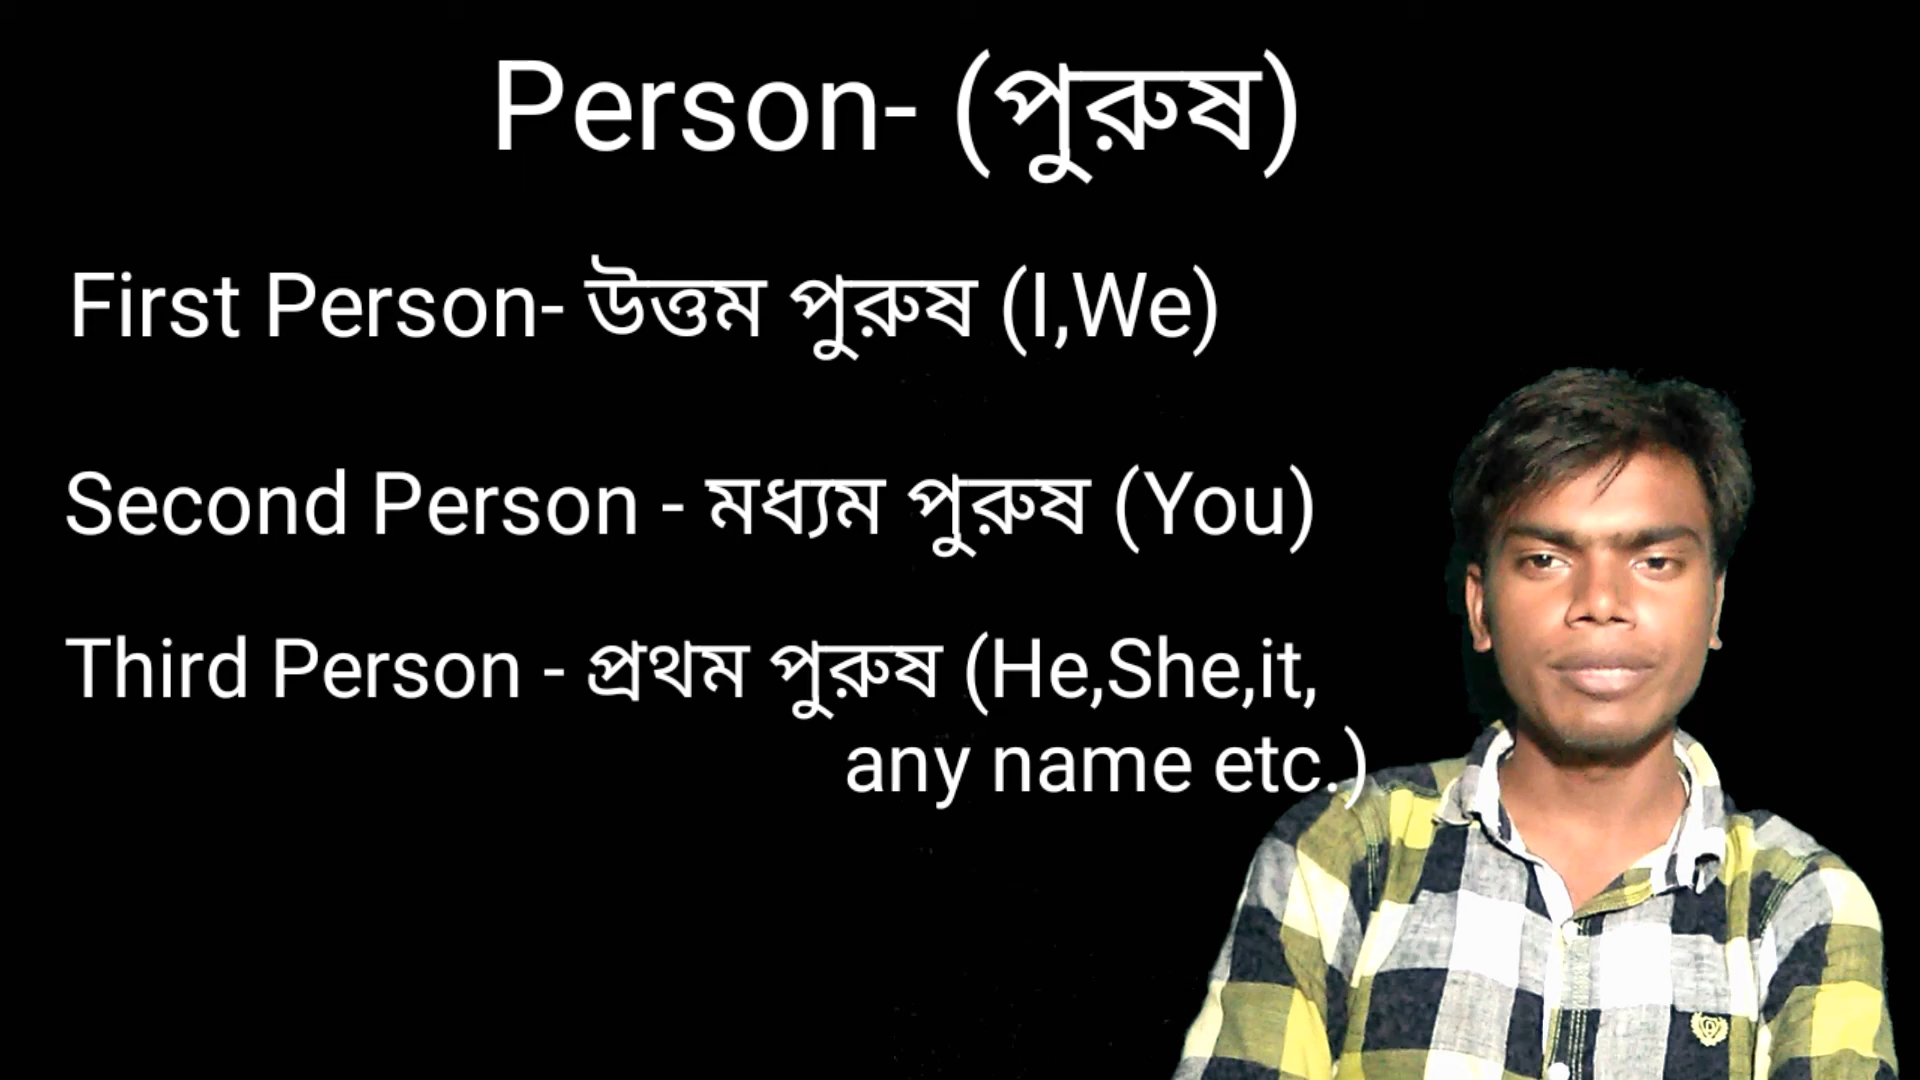 Person- (পুরুষ)
First Person- উত্তম পুরুষ (I,We)
Second Person - মধ্যম পুরুষ (You)
Third Person - প্রথম পুরুষ (He,She,it,
any name etc.)